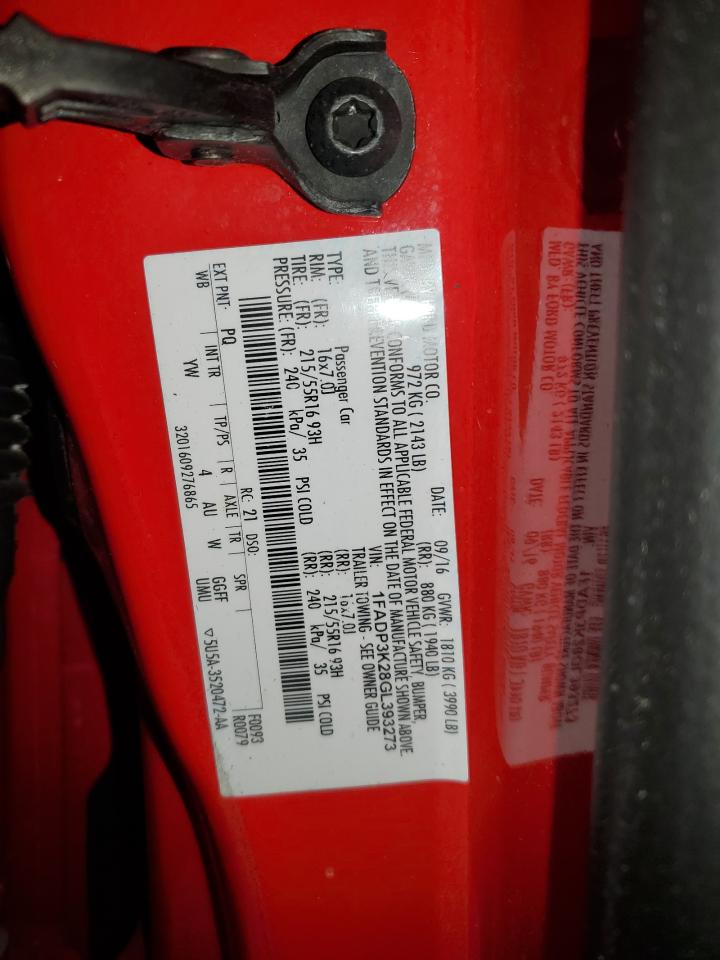 MOTOR CO. DATE: 09/16 GVWR: 1810 KG ( 3990 LB)
972 KG ( 2143 LB) (RR): 880 KG ( 1940 LB)
CONFORMS TO ALL APPLICABLE FEDERAL MOTOR VEHICLE SAFETY, BUMPER,
AND PREVENTION STANDARDS IN EFFECT ON THE DATE OF MANUFACTURE SHOWN ABOVE.
VIN: 1FADP3K28GL393273
TYPE: Passenger Car TRAILER TOWING - SEE OWNER GUIDE
RIM: (FR): 16x7.0J (RR): 16x7.0J
TIRE: (FR): 215/55R16 93H (RR): 215/55R16 93H
PRESSURE: (FR): 240 kPa/ 35 PSI COLD (RR): 240 kPa/ 35 PSI COLD
F0093
RC: 21 DSO: R0079
EXT PNT: PQ INT TR TP/PS R AXLE TR SPR
WB YW 4 AU W GGFF
UMU ▽5U5A-3520472-AA
3201609276865